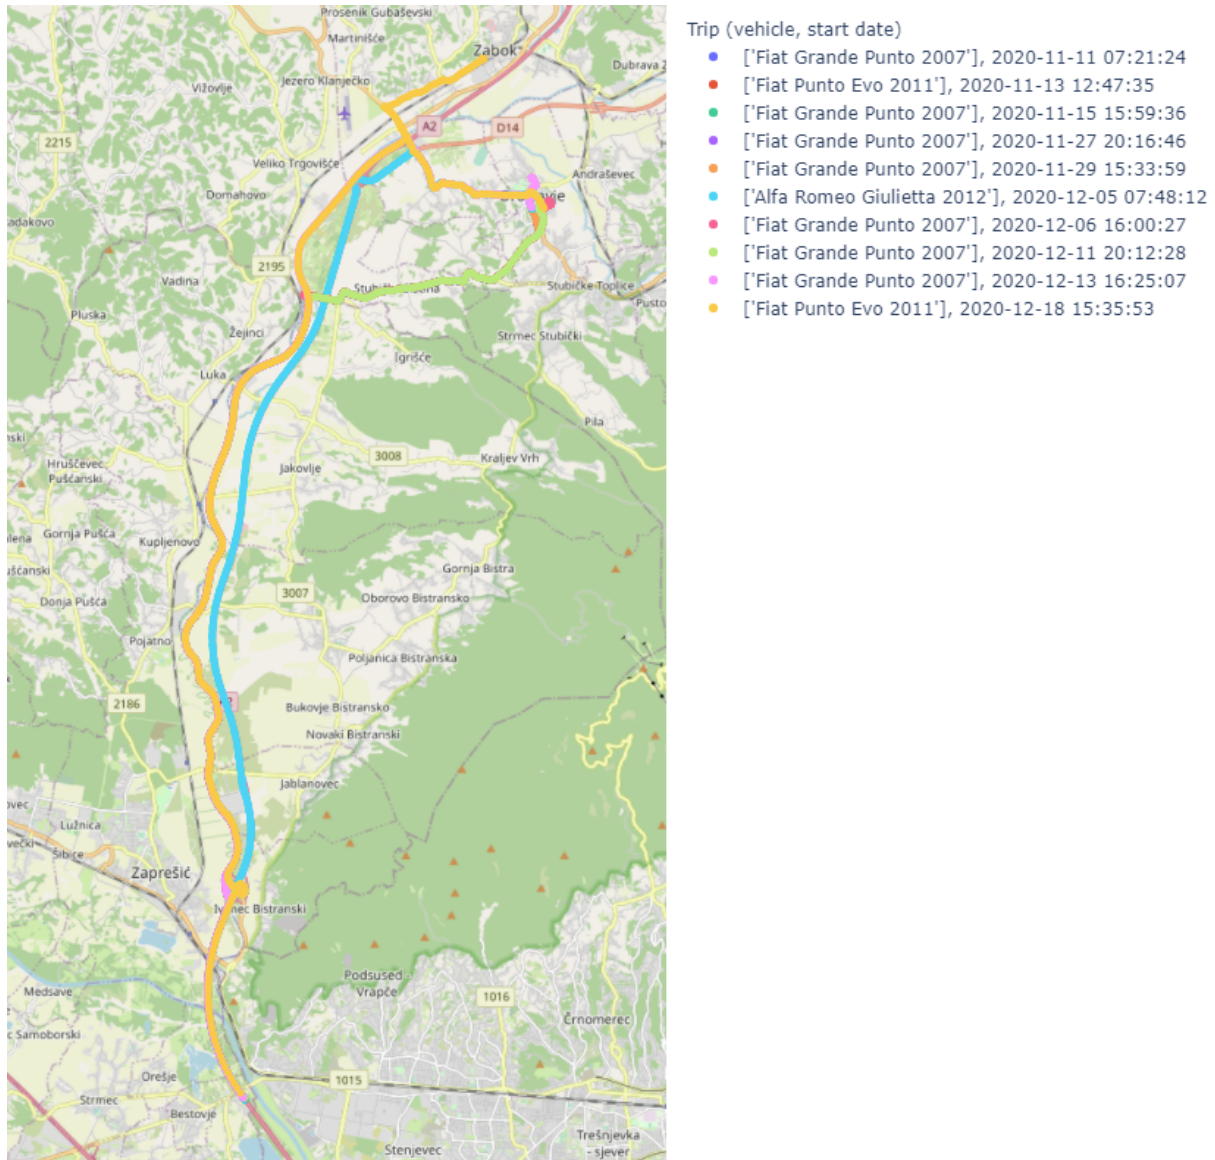 Prosenik Gubaševski
Martinišće
Zabok
Jezero Klanječko
Dubrava Z
Vižovlje
2215
A2
D14
Veliko Trgovišće
Andraševec
Domahovo
adakovo
2195
Vadina
Stubičke Toplice
Pusto
Pluska
Žejinci
Strmec Stubički
Igrišće
Luka
Pila
nski
3008
Kraljev Vrh
Hruščevec
Pušćanski
Jakovlje
Gornja Pušća
Kupljenovo
ušćanski
Gornja Bistra
3007
Donja Pušća
Oborovo Bistransko
Pojatno
Poljanica Bistranska
2186
Bukovje Bistransko
Novaki Bistranski
Jablanovec
ovec
Lužnica
Šibice
Zaprešić
Bistranski
Podsused -
Vrapče
Medsave
1016
Črnomerec
c Samoborski
Orešje
1015
Strmec
Bestovje
Trešnjevka
- sjever
Stenjevec
Trip (vehicle, start date)
['Fiat Grande Punto 2007'], 2020-11-11 07:21:24
['Fiat Punto Evo 2011'], 2020-11-13 12:47:35
['Fiat Grande Punto 2007'], 2020-11-15 15:59:36
['Fiat Grande Punto 2007'], 2020-11-27 20:16:46
['Fiat Grande Punto 2007'], 2020-11-29 15:33:59
['Alfa Romeo Giulietta 2012'], 2020-12-05 07:48:12
['Fiat Grande Punto 2007'], 2020-12-06 16:00:27
['Fiat Grande Punto 2007'], 2020-12-11 20:12:28
['Fiat Grande Punto 2007'], 2020-12-13 16:25:07
['Fiat Punto Evo 2011'], 2020-12-18 15:35:53